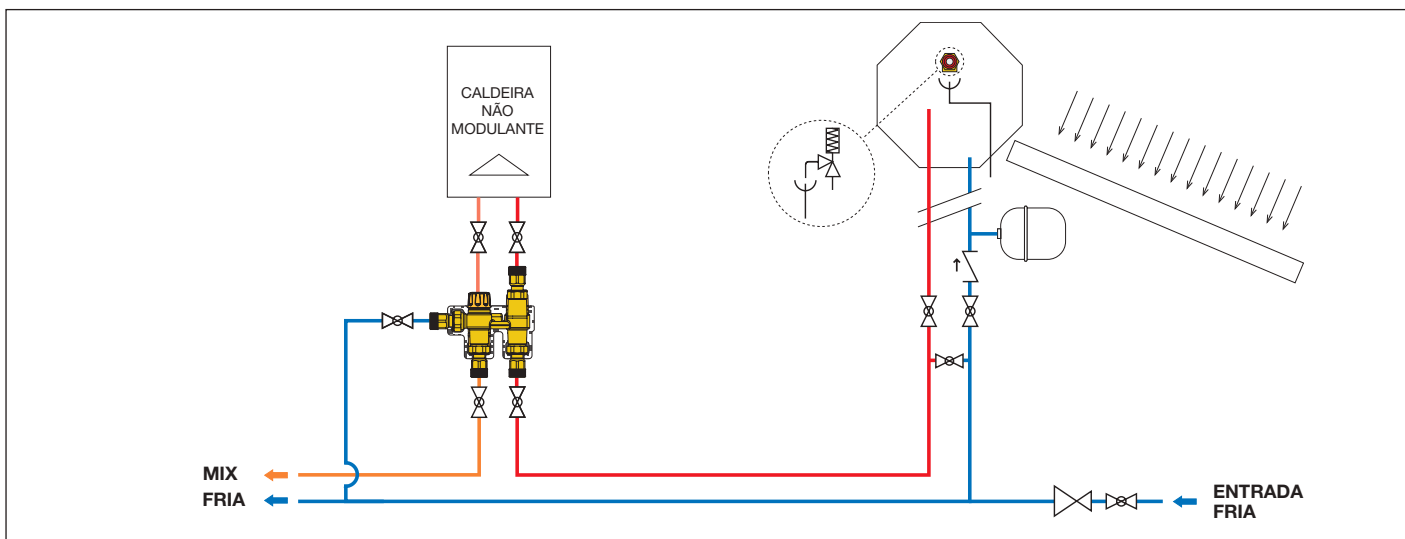 CALDEIRA
NÃO
MODULANTE
MIX
FRIA
ENTRADA
FRIA